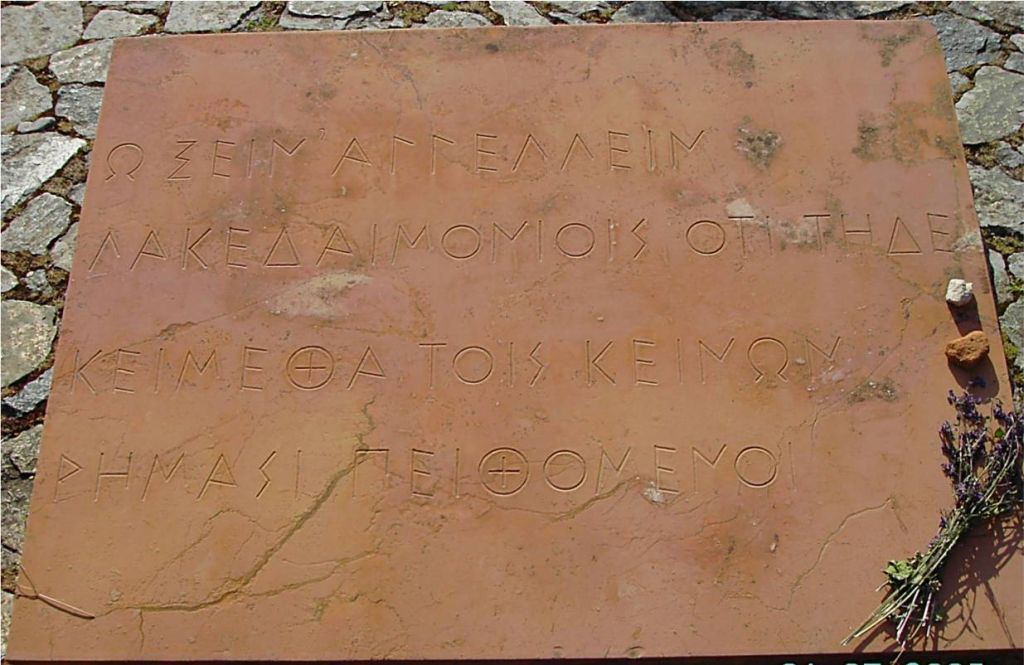 Ω ΞΕΙΝ' ΑΓΓΕΛΛΕΙΝ
ΛΑΚΕΔΑΙΜΟΝΙΟΙΣ ΟΤΙ ΤΗΔΕ
ΚΕΙΜΕΘΑ ΤΟΙΣ ΚΕΙΝΩΝ
ΡΗΜΑΣΙ ΠΕΙΘΟΜΕΝΟΙ